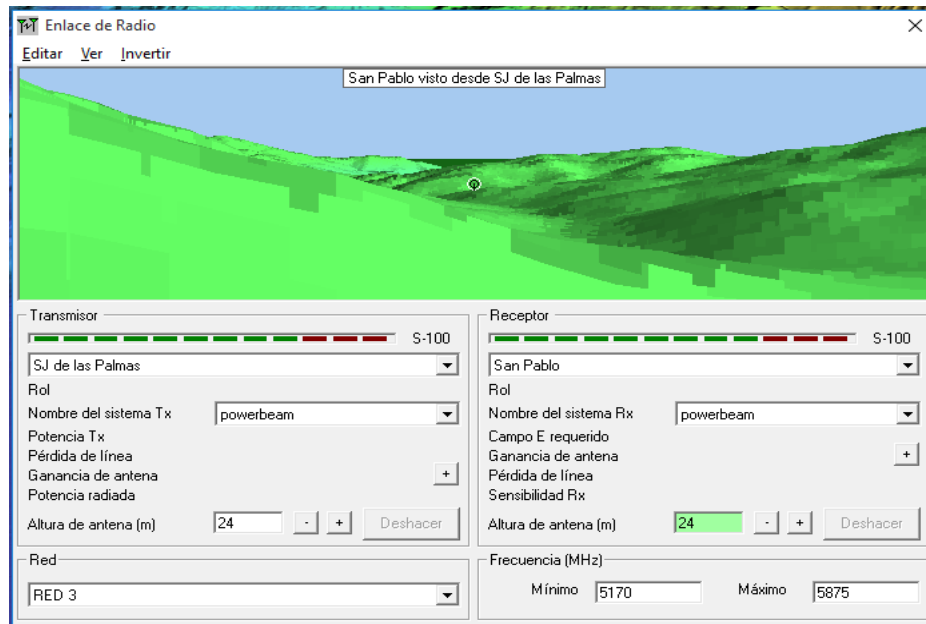 Enlace de Radio
Editar Ver Invertir
San Pablo visto desde SJ de las Palmas
Transmisor
S-100
SJ de las Palmas
Rol
Nombre del sistema Tx powerbeam
Potencia Tx
Pérdida de línea
Ganancia de antena +
Potencia radiada
Altura de antena (m) 24 - + Deshacer
Red
RED 3
Receptor
S-100
San Pablo
Rol
Nombre del sistema Rx powerbeam
Campo E requerido
Ganancia de antena +
Pérdida de línea
Sensibilidad Rx
Altura de antena (m) 24 - + Deshacer
Frecuencia (MHz)
Mínimo 5170 Máximo 5875